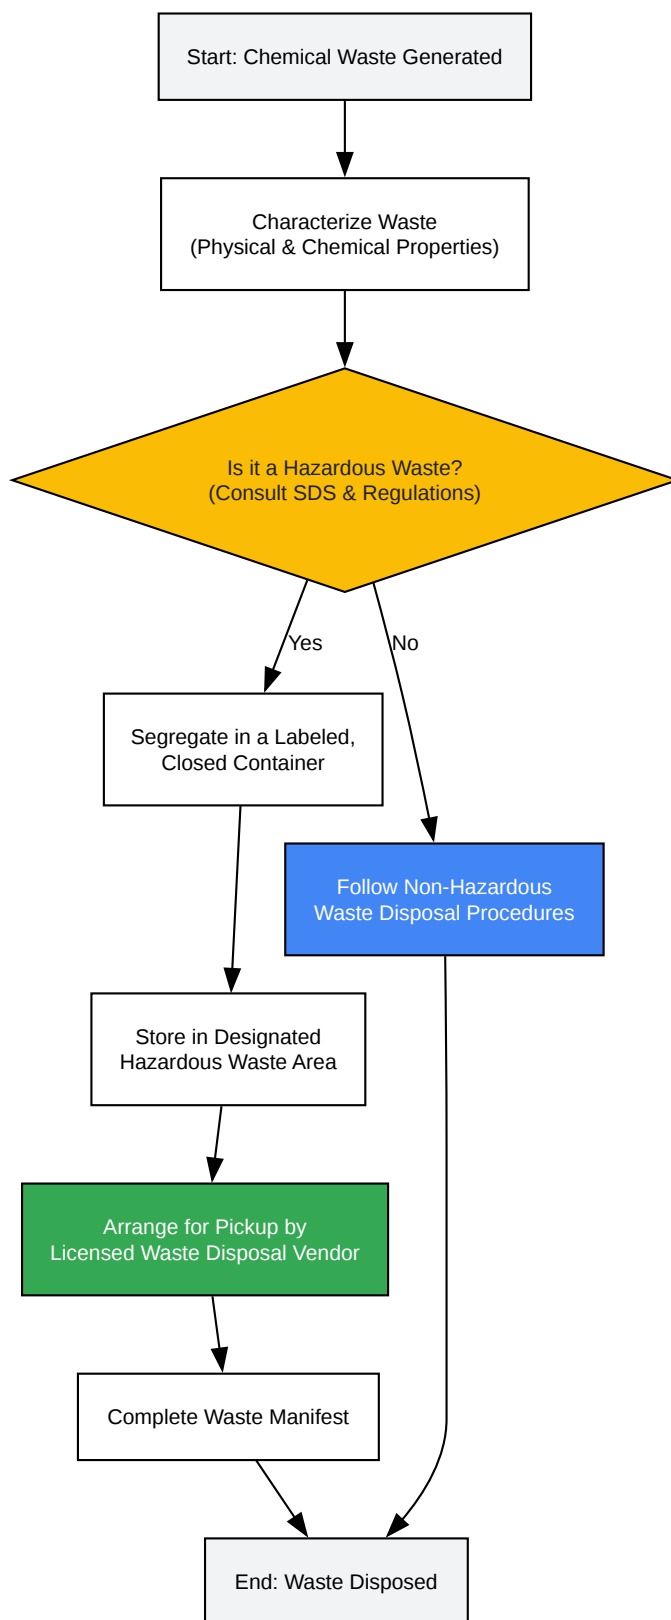 Start: Chemical Waste Generated
Characterize Waste
(Physical & Chemical Properties)
Is it a Hazardous Waste?
(Consult SDS & Regulations)
Yes
No
Segregate in a Labeled,
Closed Container
Follow Non-Hazardous
Waste Disposal Procedures
Store in Designated
Hazardous Waste Area
Arrange for Pickup by
Licensed Waste Disposal Vendor
Complete Waste Manifest
End: Waste Disposed